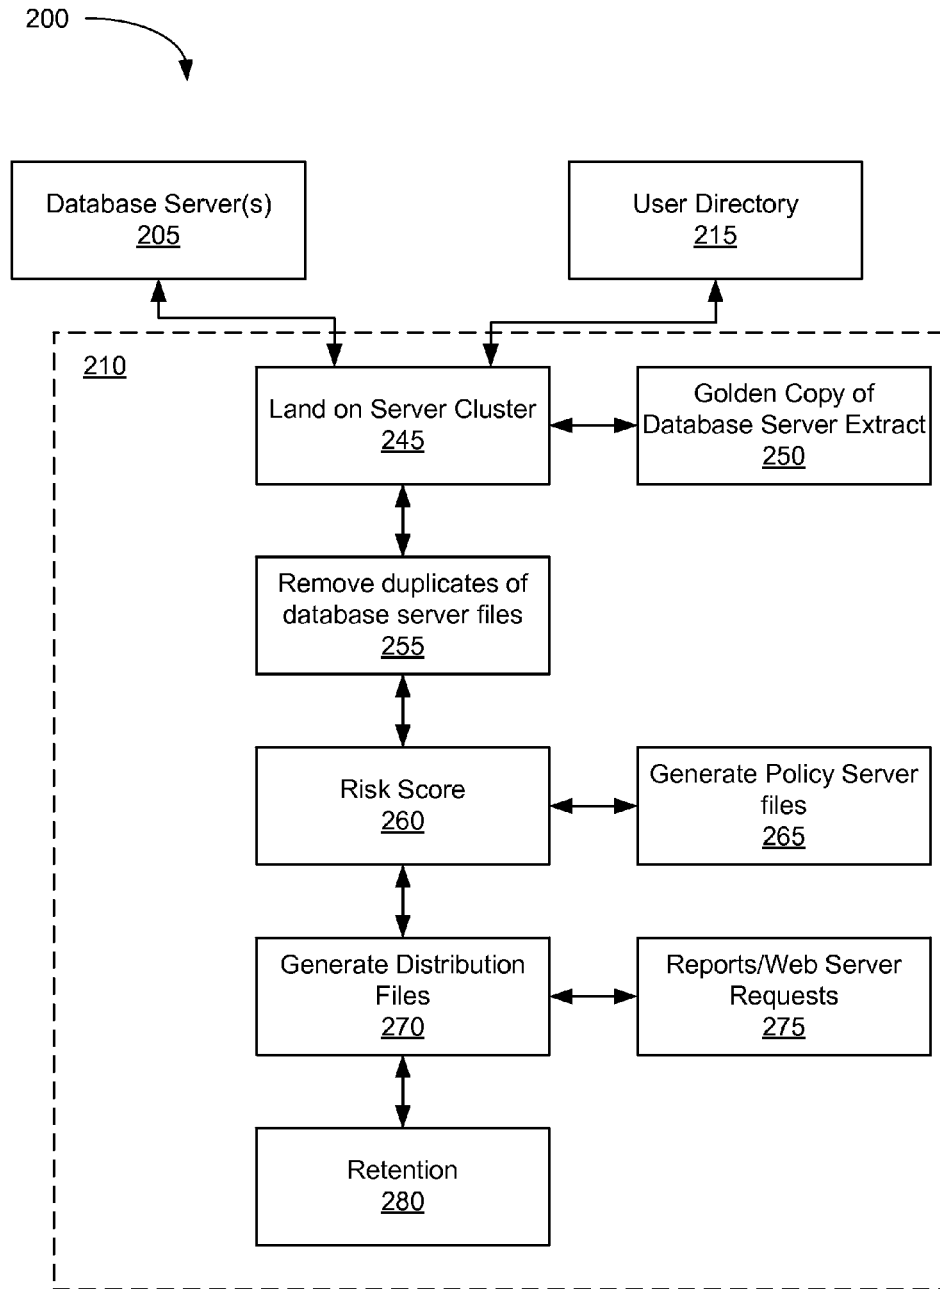 200
Database Server(s)
205
User Directory
215
210
Land on Server Cluster
245
Golden Copy of
Database Server Extract
250
Remove duplicates of
database server files
255
Risk Score
260
Generate Policy Server
files
265
Generate Distribution
Files
270
Reports/Web Server
Requests
275
Retention
280